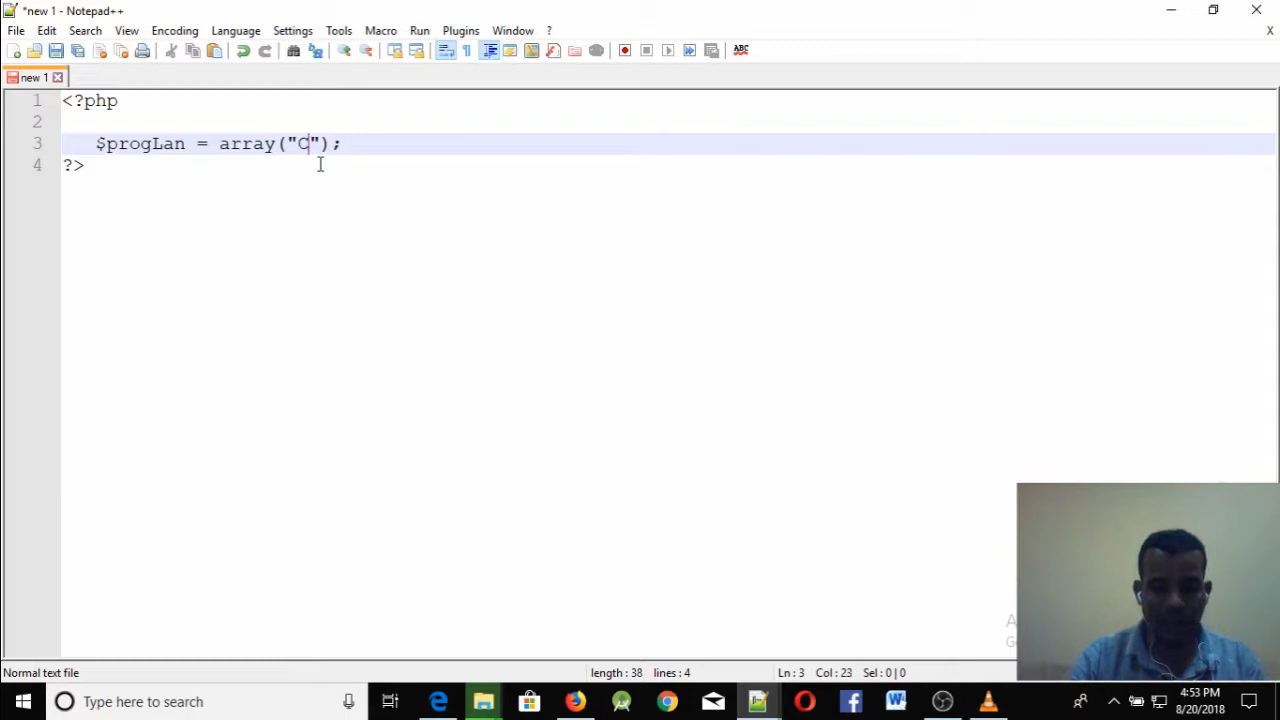 *new 1 - Notepad++
File Edit Search View Encoding Language Settings Tools Macro Run Plugins Window ? X
ABC
new 1
1 <?php
2
3 $progLan = array("C");
4 ?>
Normal text file length: 38 lines: 4 Ln: 3 Col: 23 Sel: 0 | 0
Type here to search
4:53 PM
8/20/2018